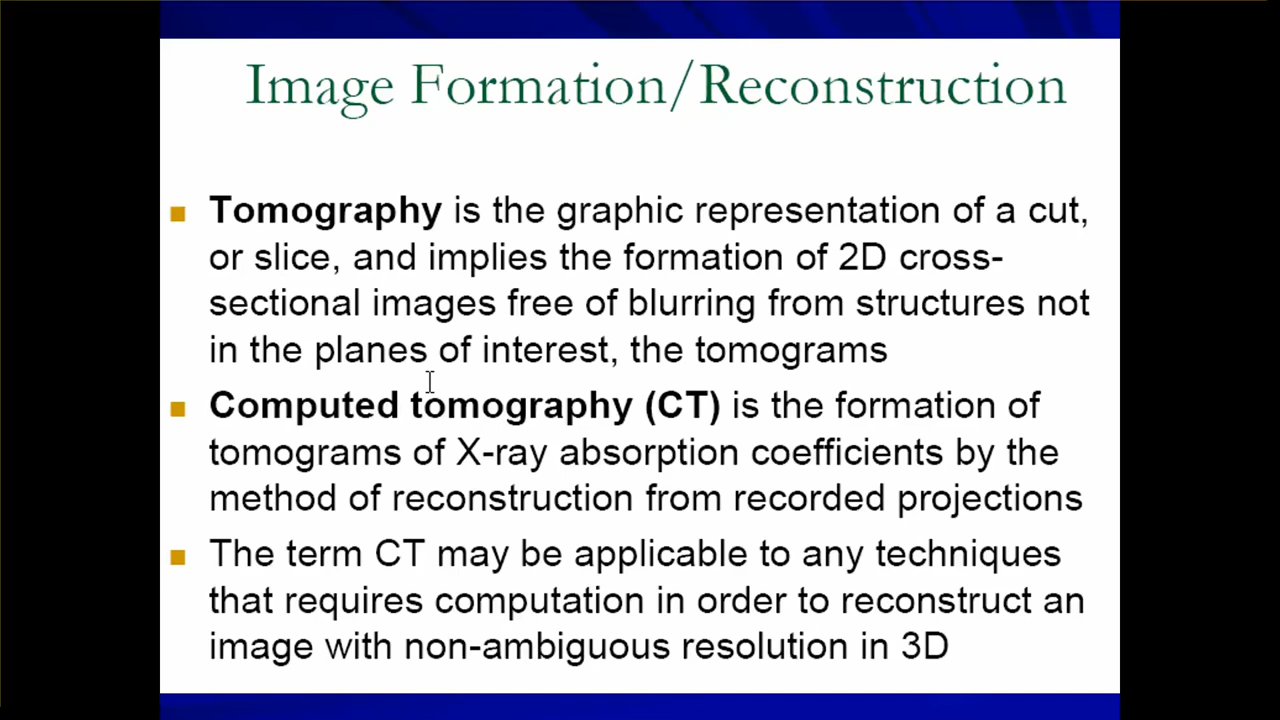 Image Formation/Reconstruction
Tomography is the graphic representation of a cut,
or slice, and implies the formation of 2D cross-
sectional images free of blurring from structures not
in the planes of interest, the tomograms
Computed tomography (CT) is the formation of
tomograms of X-ray absorption coefficients by the
method of reconstruction from recorded projections
The term CT may be applicable to any techniques
that requires computation in order to reconstruct an
image with non-ambiguous resolution in 3D